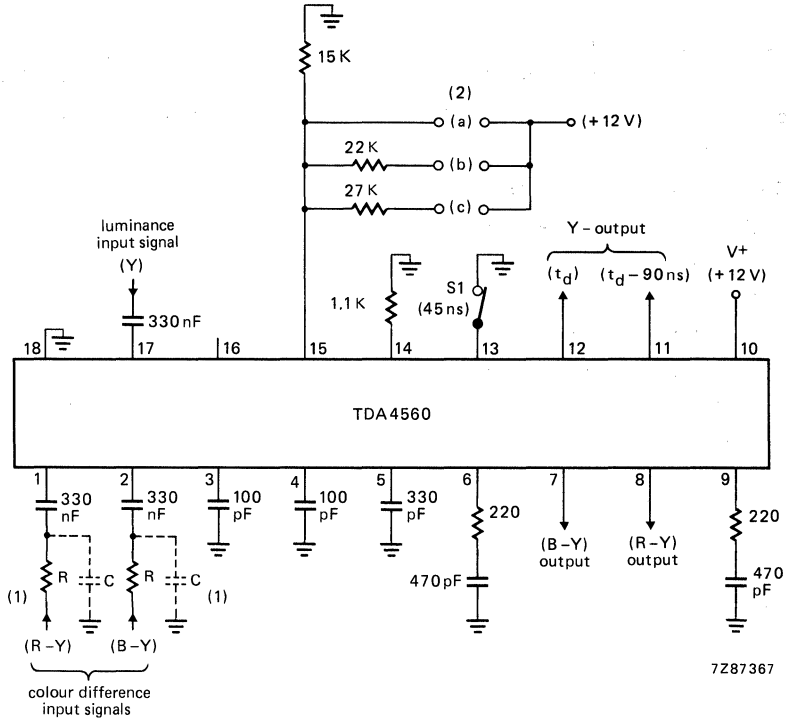 15 K
(2)
(a)
(+12 V)
22 K
(b)
27 K
(c)
luminance
input signal
(Y)
330 nF
Y – output
(td)
(td – 90 ns)
V+
(+12 V)
1,1 K
S1
(45 ns)
18
17
16
15
14
13
12
11
10
TDA4560
1
2
3
4
5
6
7
8
9
330
nF
330
nF
100
pF
100
pF
330
pF
220
470 pF
(B–Y)
output
(R–Y)
output
220
470
pF
(1)
R
C
R
C
(1)
(R–Y)
(B–Y)
colour difference
input signals
7Z87367